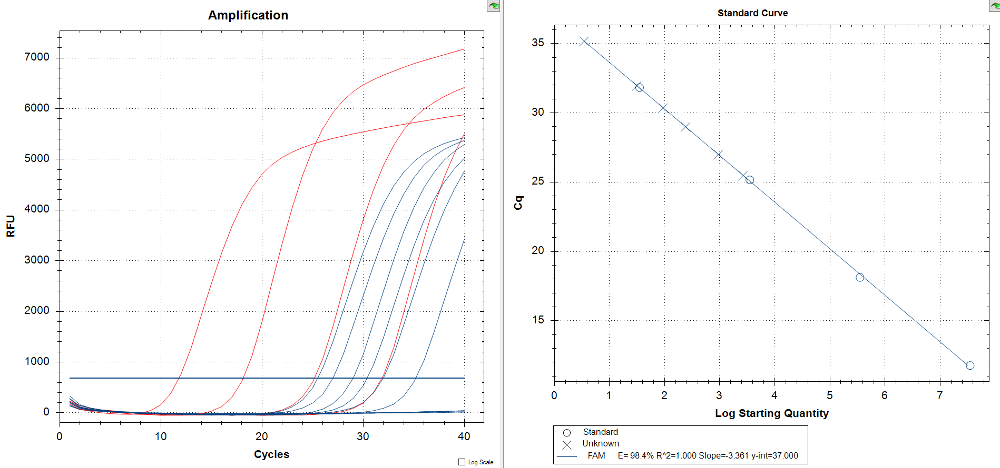 Amplification
7000
6000
5000
4000
3000
2000
1000
0
RFU
0 10 20 30 40
Cycles
Log Scale
Standard Curve
35
30
25
20
15
Cq
0 1 2 3 4 5 6 7
Log Starting Quantity
Standard
Unknown
FAM E= 98.4% R^2=1.000 Slope=-3.361 y-int=37.000